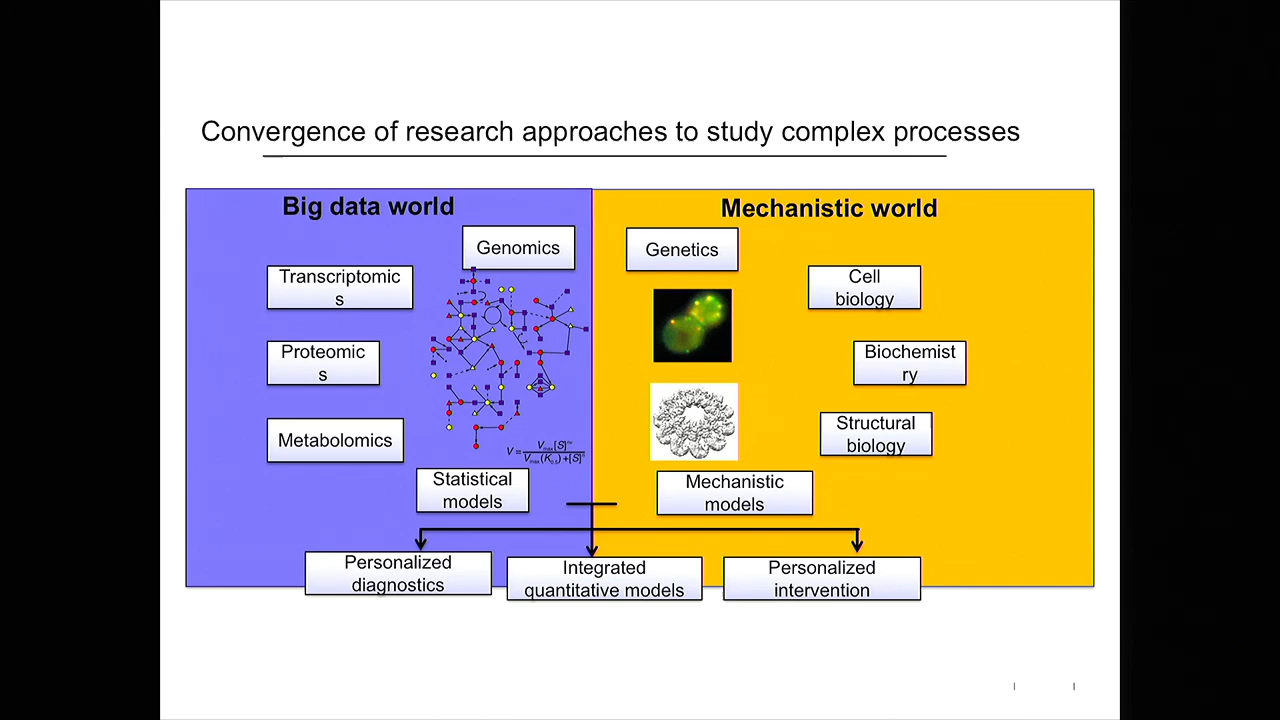 Convergence of research approaches to study complex processes
Big data world
Mechanistic world
Genomics
Genetics
Transcriptomic
s
Cell
biology
Proteomic
s
Biochemist
ry
Metabolomics
Structural
biology
Statistical
models
Mechanistic
models
Personalized
diagnostics
Integrated
quantitative models
Personalized
intervention